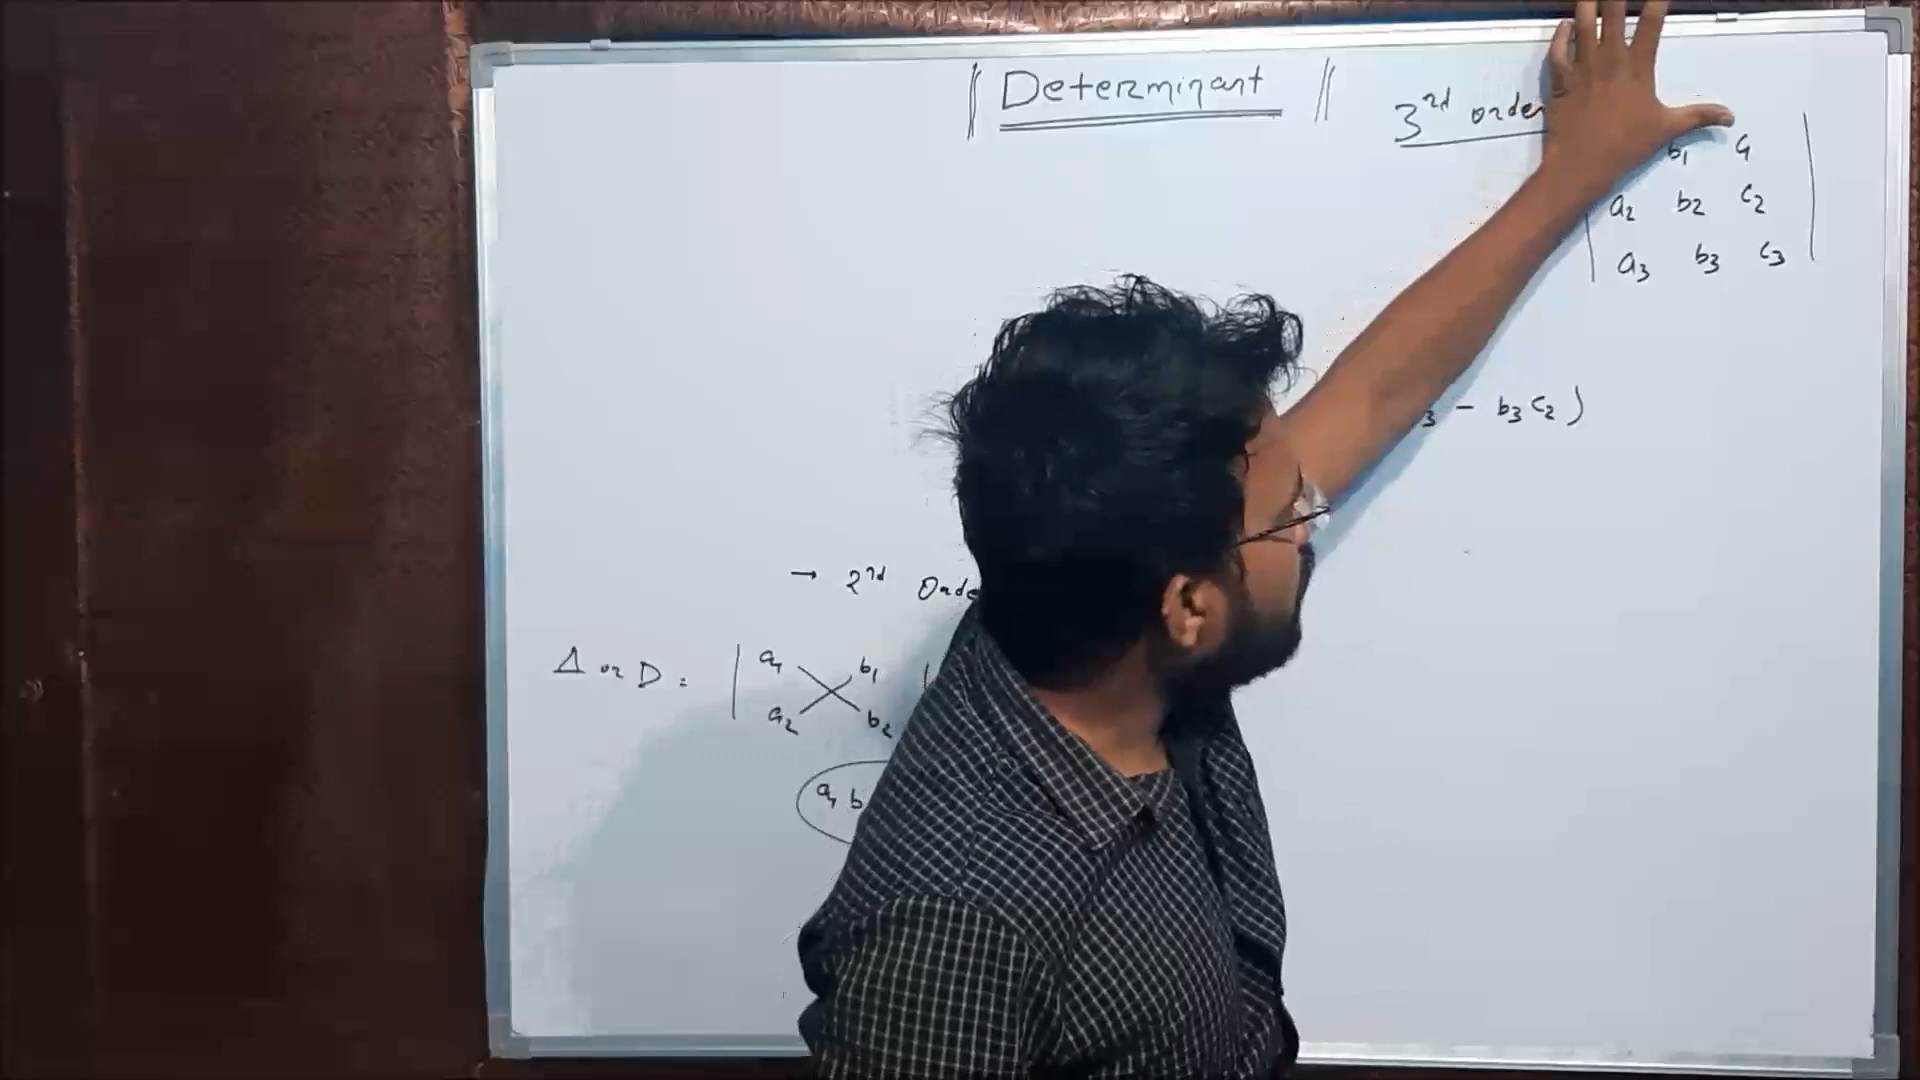 || Determinant ||
3rd order
b1 c1
a2 b2 c2
a3 b3 c3
3 - b3 c2 )
→ 2nd Orde
Δ or D = | a1 b1 |
a2 b2
a1 b